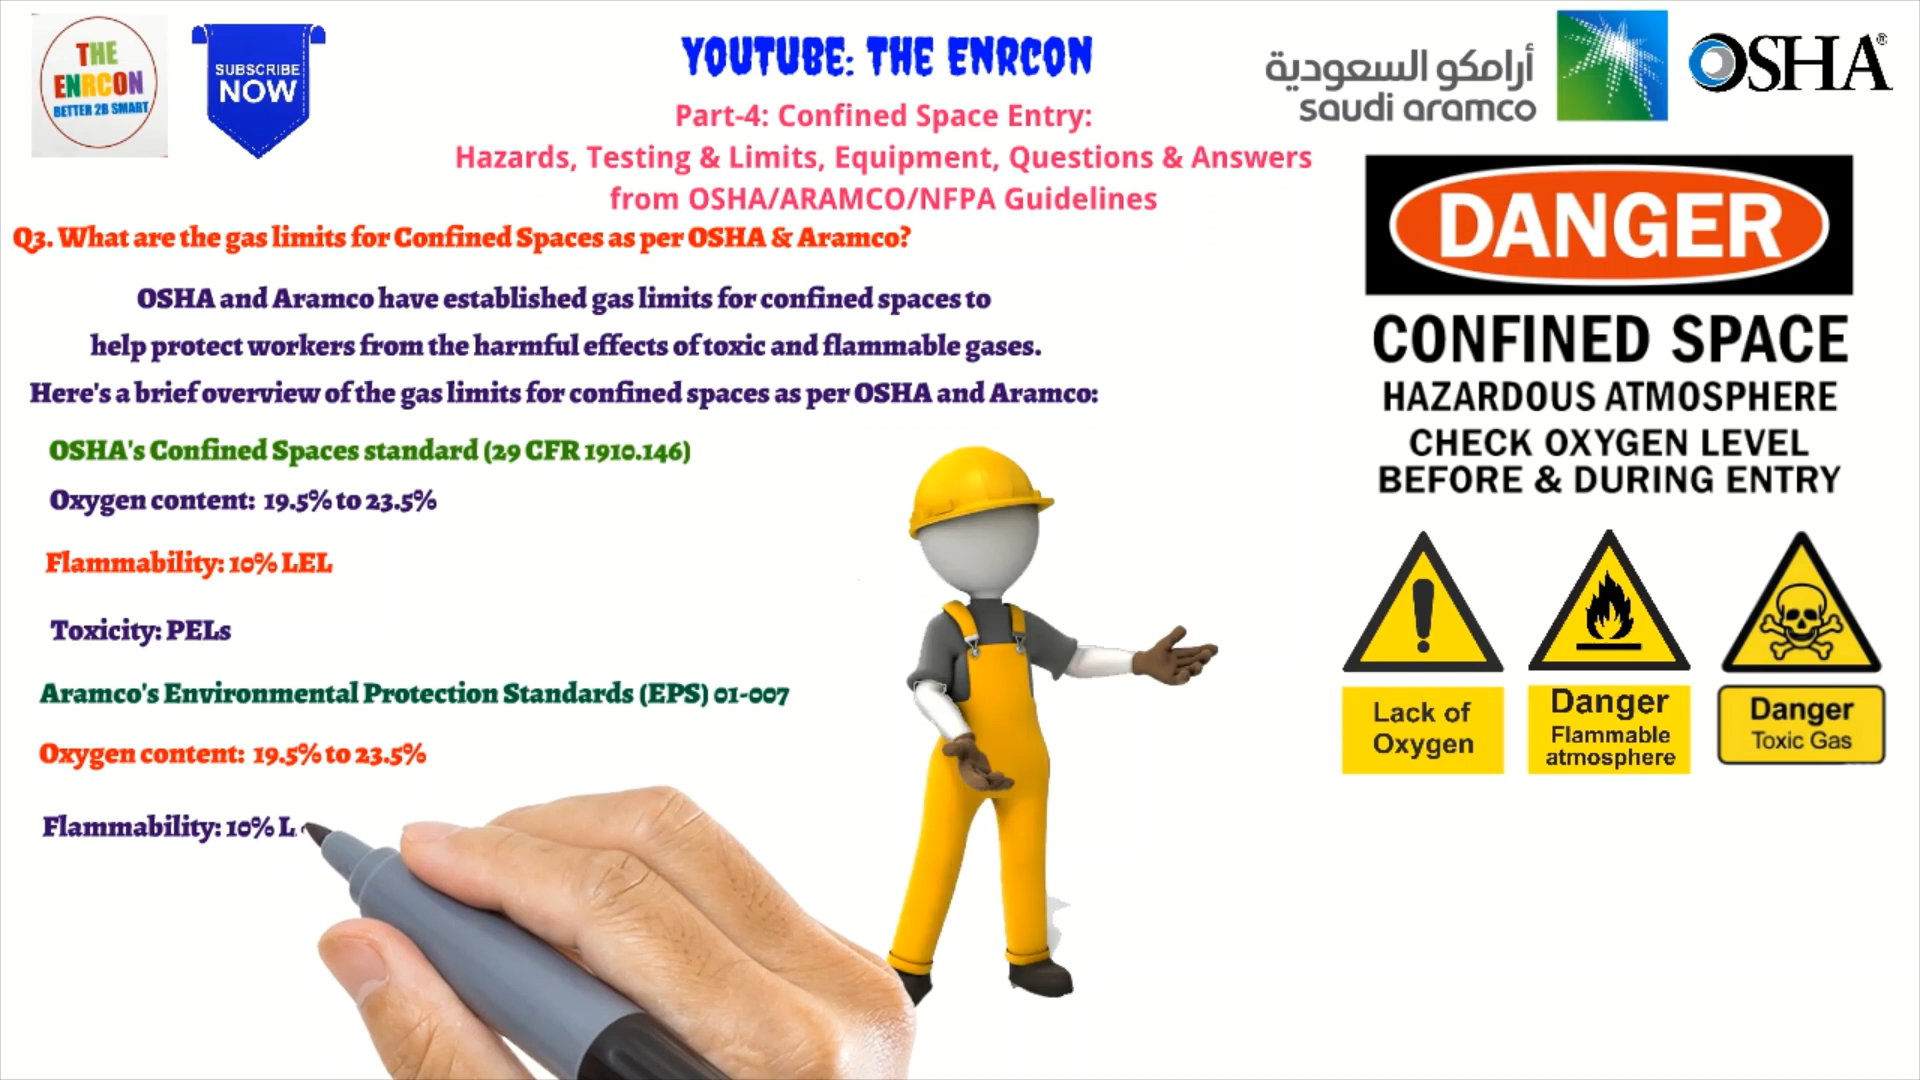 THE
ENRCON
BETTER 2B SMART
SUBSCRIBE
NOW
YOUTUBE: THE ENRCON
Part-4: Confined Space Entry:
Hazards, Testing & Limits, Equipment, Questions & Answers
from OSHA/ARAMCO/NFPA Guidelines
أرامكو السعودية
saudi aramco
OSHA®
Q3. What are the gas limits for Confined Spaces as per OSHA & Aramco?
OSHA and Aramco have established gas limits for confined spaces to
help protect workers from the harmful effects of toxic and flammable gases.
Here's a brief overview of the gas limits for confined spaces as per OSHA and Aramco:
OSHA's Confined Spaces standard (29 CFR 1910.146)
Oxygen content: 19.5% to 23.5%
Flammability: 10% LEL
Toxicity: PELs
Aramco's Environmental Protection Standards (EPS) 01-007
Oxygen content: 19.5% to 23.5%
Flammability: 10% L
DANGER
CONFINED SPACE
HAZARDOUS ATMOSPHERE
CHECK OXYGEN LEVEL
BEFORE & DURING ENTRY
Lack of
Oxygen
Danger
Flammable
atmosphere
Danger
Toxic Gas